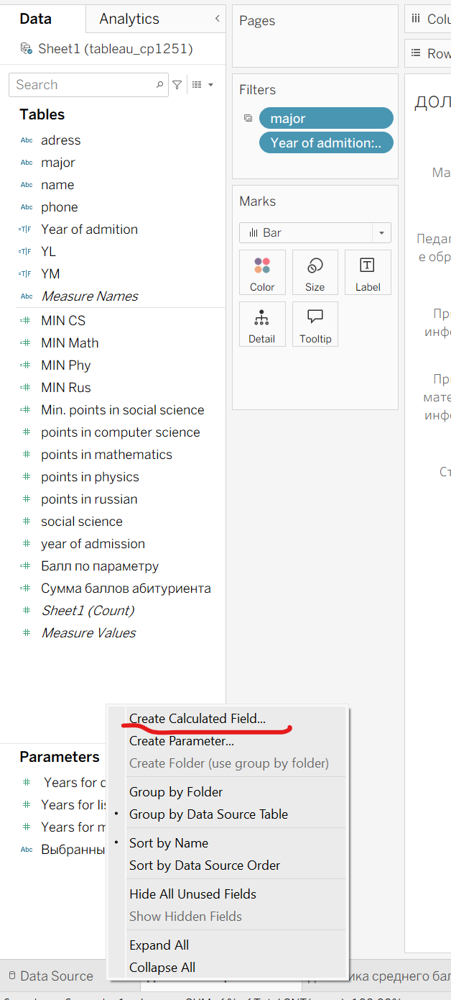 Data
Analytics
Sheet1 (tableau_cp1251)
Search
Tables
Abc adress
Abc major
Abc name
Abc phone
=T|F Year of admition
=T|F YL
=T|F YM
Abc Measure Names
=# MIN CS
=# MIN Math
=# MIN Phy
=# MIN Rus
=# Min. points in social science
# points in computer science
# points in mathematics
# points in physics
# points in russian
# social science
# year of admission
=# Балл по параметру
=# Сумма баллов абитуриента
# Sheet1 (Count)
# Measure Values
Parameters
# Years for
# Years for
# Years for
Abc Выбранны
Create Calculated Field...
Create Parameter...
Create Folder (use group by folder)
Group by Folder
• Group by Data Source Table
• Sort by Name
Sort by Data Source Order
Hide All Unused Fields
Show Hidden Fields
Expand All
Collapse All
Data Source
Pages
Filters
major
Year of admition:..
Marks
Bar
Color
Size
Label
Detail
Tooltip
Colu
Row
дол
Ма
Педаг
е обр
При
инфо
При
мате
инфо
Ст
ика среднего бал